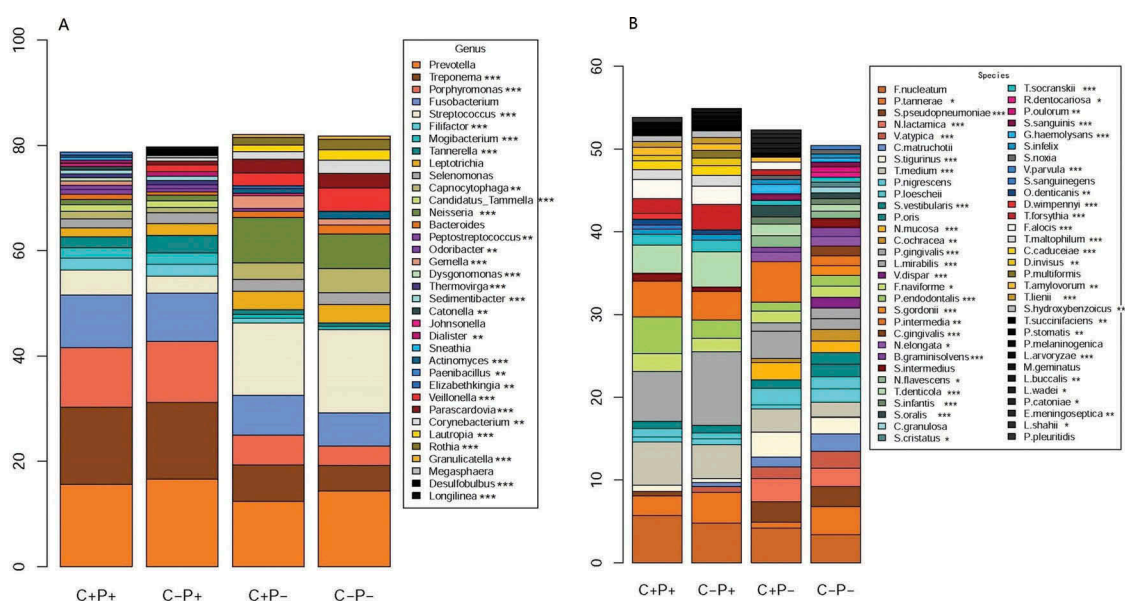 A
100
80
60
40
20
0
C+P+
C−P+
C+P−
C−P−
Genus
Prevotella
Treponema ***
Porphyromonas ***
Fusobacterium
Streptococcus ***
Filifactor ***
Mogibacterium ***
Tannerella ***
Leptotrichia
Selenomonas
Capnocytophaga **
Candidatus_Tammella ***
Neisseria ***
Bacteroides
Peptostreptococcus **
Odoribacter **
Gemella ***
Dysgonomonas ***
Thermovirga ***
Sedimentibacter ***
Catonella **
Johnsonella
Dialister **
Sneathia
Actinomyces ***
Paenibacillus **
Elizabethkingia **
Veillonella ***
Parascardovia ***
Corynebacterium **
Lautropia ***
Rothia ***
Granulicatella ***
Megasphaera
Desulfobulbus ***
Longilinea ***
B
60
50
40
30
20
10
0
C+P+
C−P+
C+P−
C−P−
Species
F.nucleatum
P.tannerae *
S.pseudopneumoniae ***
N.lactamica ***
V.atypica ***
C.matruchotii
S.tigurinus ***
T.medium ***
P.nigrescens
P.loescheii
S.vestibularis ***
P.oris
N.mucosa ***
C.ochracea **
P.gingivalis ***
L.mirabilis ***
V.dispar ***
F.naviforme *
P.endodontalis ***
S.gordonii ***
P.intermedia **
C.gingivalis ***
N.elongata *
B.graminisolvens ***
S.intermedius
N.flavescens *
T.denticola ***
S.infantis ***
S.oralis ***
C.granulosa
S.cristatus *
T.socranskii ***
R.dentocariosa *
P.oulorum **
S.sanguinis ***
G.haemolysans ***
S.infelix
S.noxia
V.parvula ***
S.sanguinegens
O.denticanis **
D.wimpennyi ***
T.forsythia ***
F.alocis ***
T.maltophilum ***
C.caduceiae ***
D.invisus **
P.multiformis
T.amylovorum **
T.lienii ***
S.hydroxybenzoicus **
T.succinifaciens **
P.stomatis **
P.melaninogenica
L.arvoryzae ***
M.geminatus
L.buccalis **
L.wadei *
P.catoniae *
E.meningoseptica **
L.shahii *
P.pleuritidis